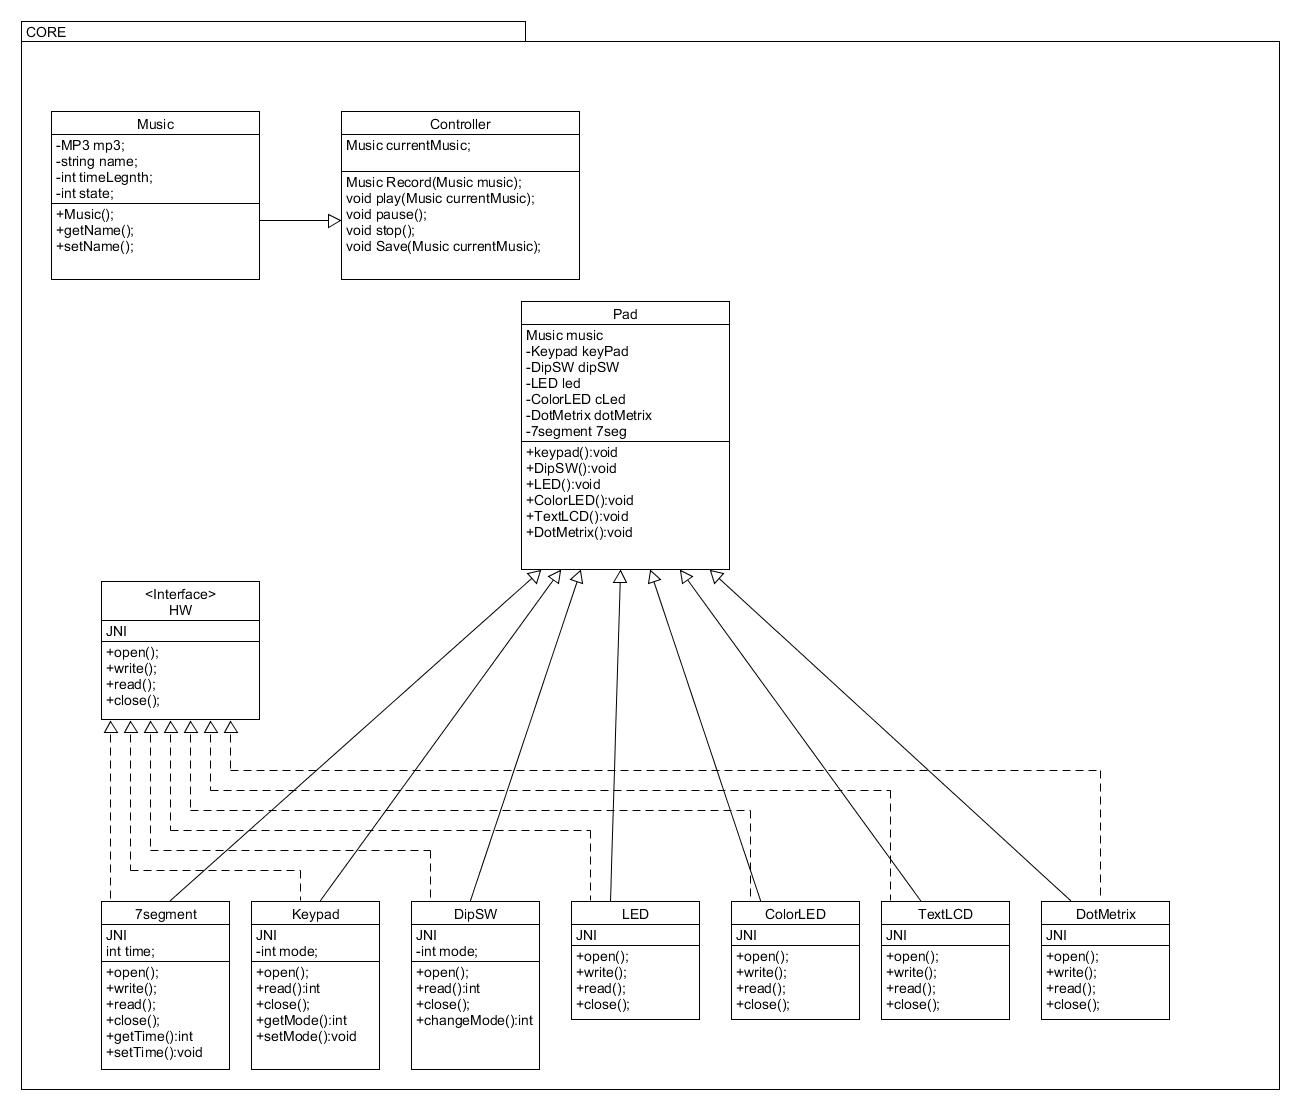 CORE
Music
-MP3 mp3;
-string name;
-int timeLegnth;
-int state;
+Music();
+getName();
+setName();
Controller
Music currentMusic;
Music Record(Music music);
void play(Music currentMusic);
void pause();
void stop();
void Save(Music currentMusic);
Pad
Music music
-Keypad keyPad
-DipSW dipSW
-LED led
-ColorLED cLed
-DotMetrix dotMetrix
-7segment 7seg
+keypad():void
+DipSW():void
+LED():void
+ColorLED():void
+TextLCD():void
+DotMetrix():void
<Interface>
HW
JNI
+open();
+write();
+read();
+close();
7segment
JNI
int time;
+open();
+write();
+read();
+close();
+getTime():int
+setTime():void
Keypad
JNI
-int mode;
+open();
+read():int
+close();
+getMode():int
+setMode():void
DipSW
JNI
-int mode;
+open();
+read():int
+close();
+changeMode():int
LED
JNI
+open();
+write();
+read();
+close();
ColorLED
JNI
+open();
+write();
+read();
+close();
TextLCD
JNI
+open();
+write();
+read();
+close();
DotMetrix
JNI
+open();
+write();
+read();
+close();